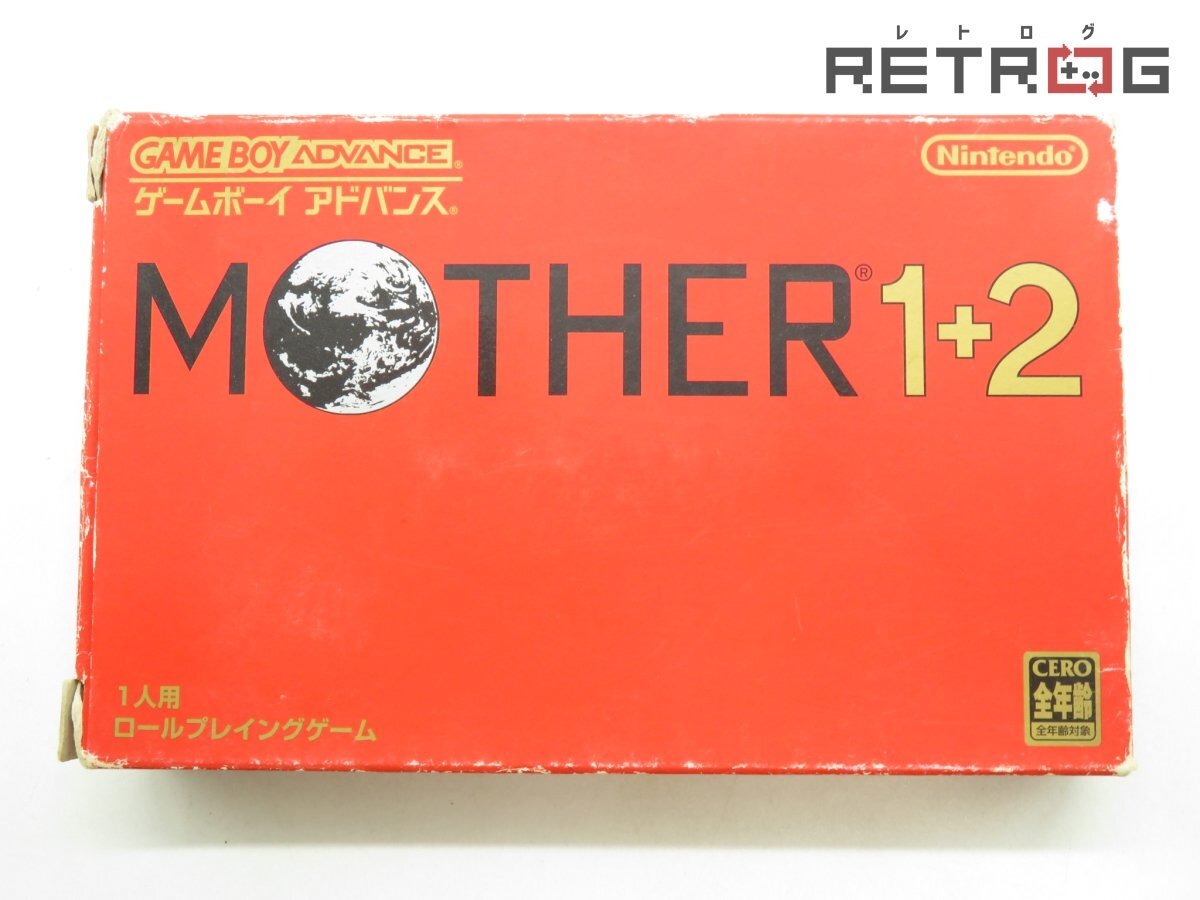 レトログ
RETROG
GAME BOY ADVANCE®
ゲームボーイ アドバンス®
Nintendo®
MOTHER® 1+2
1人用
ロールプレイングゲーム
CERO
全年齢
全年齢対象